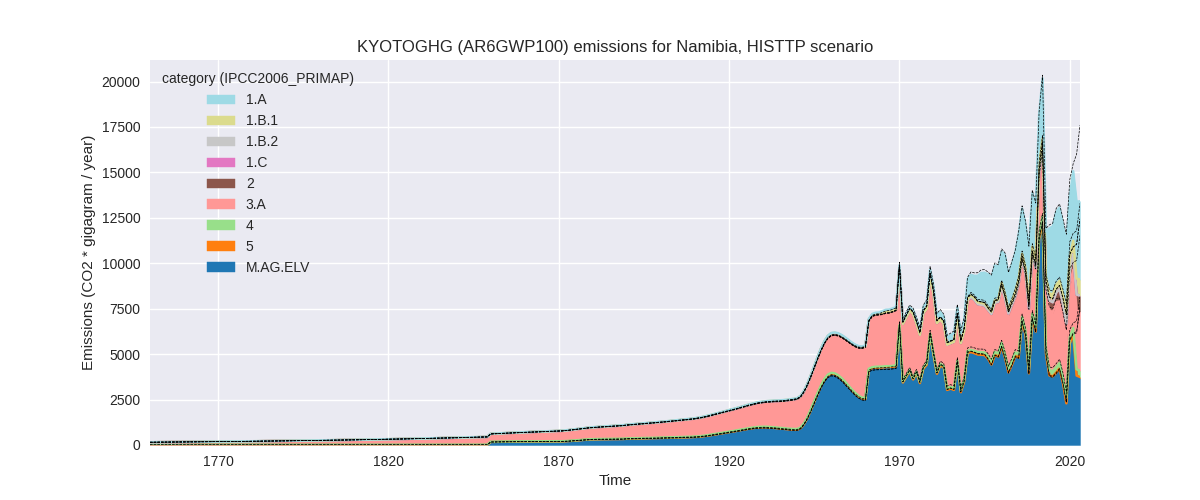 KYOTOGHG (AR6GWP100) emissions for Namibia, HISTTP scenario
category (IPCC2006_PRIMAP)
1.A
1.B.1
1.B.2
1.C
2
3.A
4
5
M.AG.ELV
Emissions (CO2 * gigagram / year)
20000
17500
15000
12500
10000
7500
5000
2500
0
1770
1820
1870
1920
1970
2020
Time